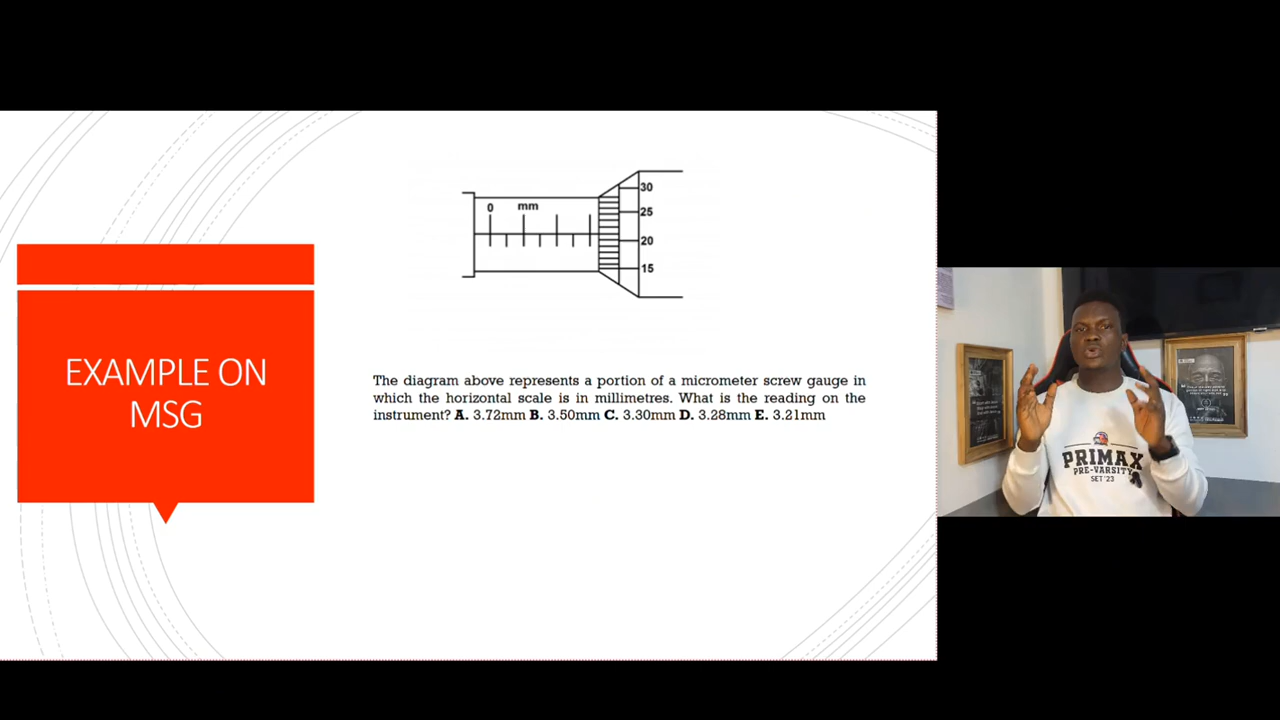 0 mm
30
25
20
15
EXAMPLE ON
MSG
The diagram above represents a portion of a micrometer screw gauge in
which the horizontal scale is in millimetres. What is the reading on the
instrument? A. 3.72mm B. 3.50mm C. 3.30mm D. 3.28mm E. 3.21mm
PRIMAX
PRE-VARSITY
SET '23